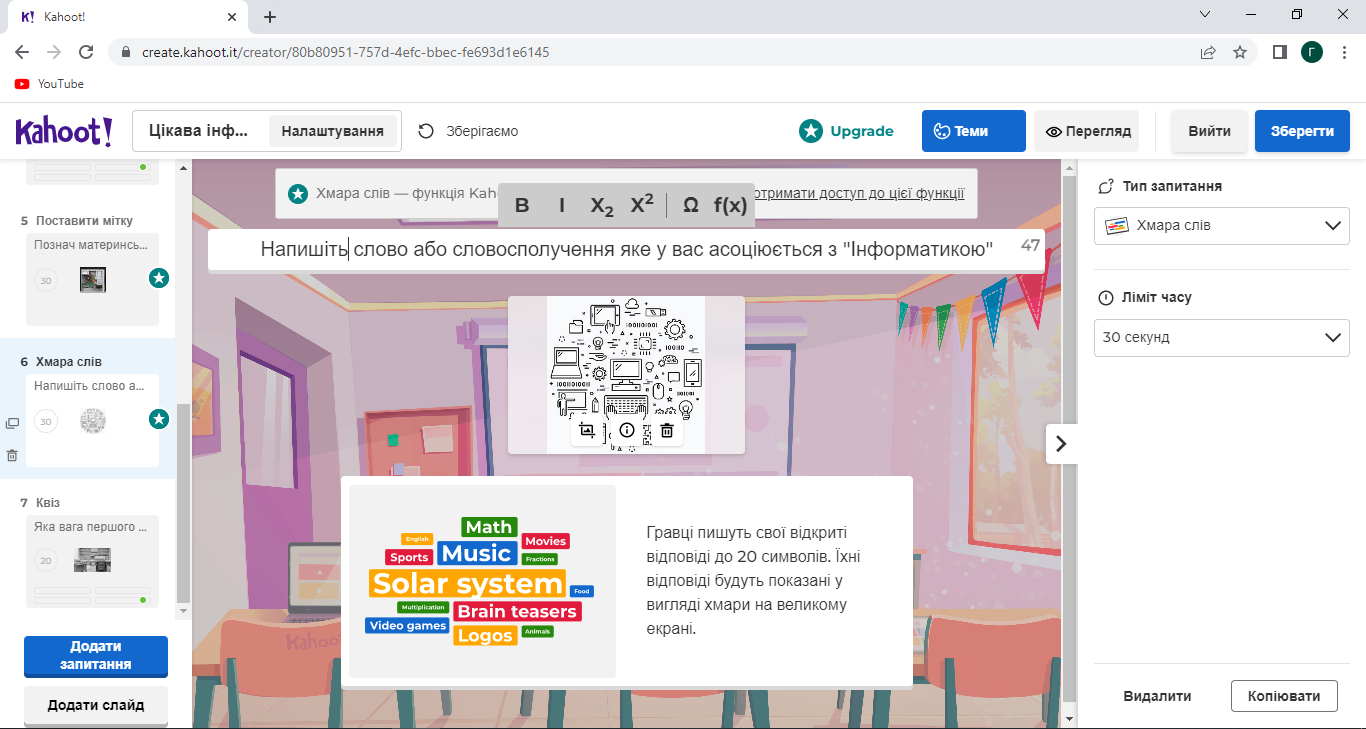 Kahoot!
create.kahoot.it/creator/80b80951-757d-4efc-bbec-fe693d1e6145
Г
YouTube
Kahoot!
Цікава інф...
Налаштування
Зберігаємо
Upgrade
Теми
Перегляд
Вийти
Зберегти
5 Поставити мітку
Познач материнсь...
30
6 Хмара слів
Напишіть слово а...
30
7 Квіз
Яка вага першого ...
20
Додати
запитання
Додати слайд
Хмара слів — функція Kah
отримати доступ до цієї функції
B I X2 X2 Ω f(x)
Напишіть слово або словосполучення яке у вас асоціюється з "Інформатикою"
47
Math
English
Movies
Sports
Music
Fractions
Solar system
Food
Multiplication
Brain teasers
Video games
Logos
Animals
Гравці пишуть свої відкриті
відповіді до 20 символів. Їхні
відповіді будуть показані у
вигляді хмари на великому
екрані.
Kahoo
Тип запитання
Хмара слів
Ліміт часу
30 секунд
Видалити
Копіювати